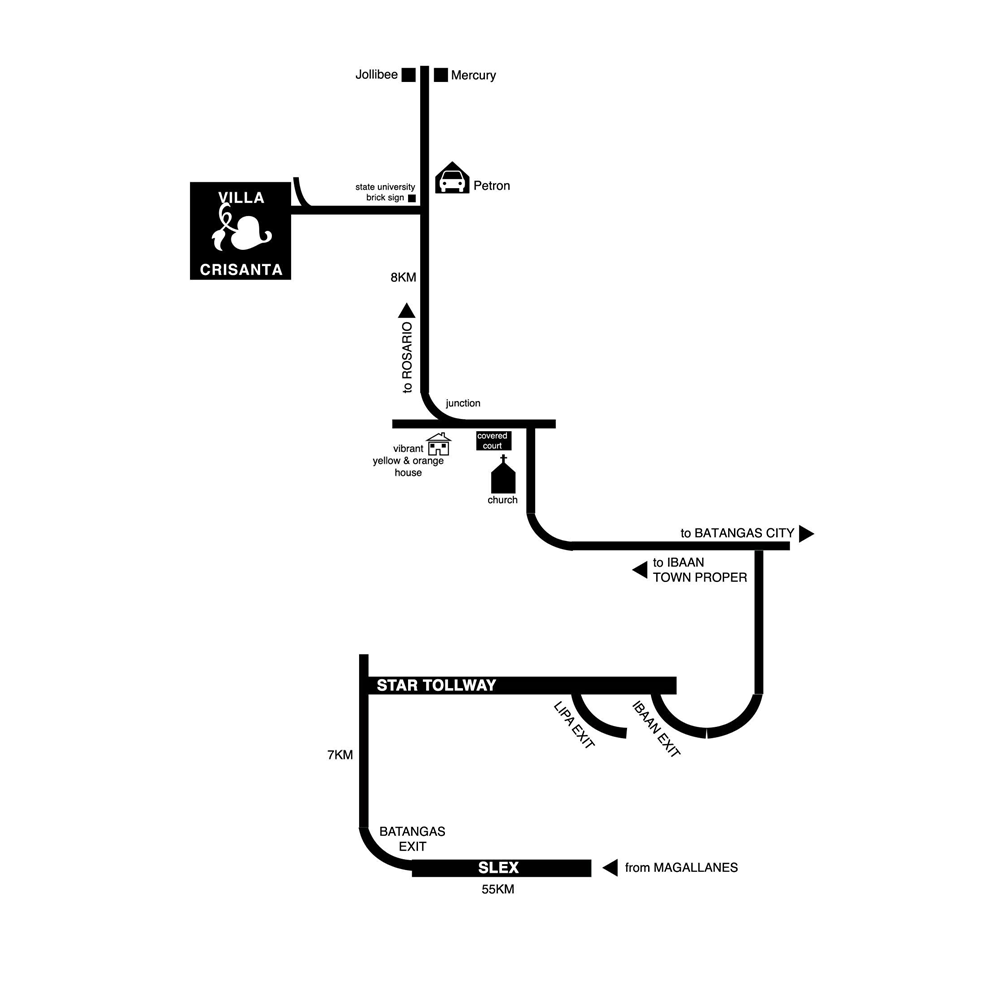 Jollibee
Mercury
state university
brick sign
Petron
VILLA
CRISANTA
8KM
to ROSARIO
junction
vibrant
yellow & orange
house
covered
court
church
to BATANGAS CITY
to IBAAN
TOWN PROPER
STAR TOLLWAY
LIPA EXIT
IBAAN EXIT
7KM
BATANGAS
EXIT
SLEX
from MAGALLANES
55KM